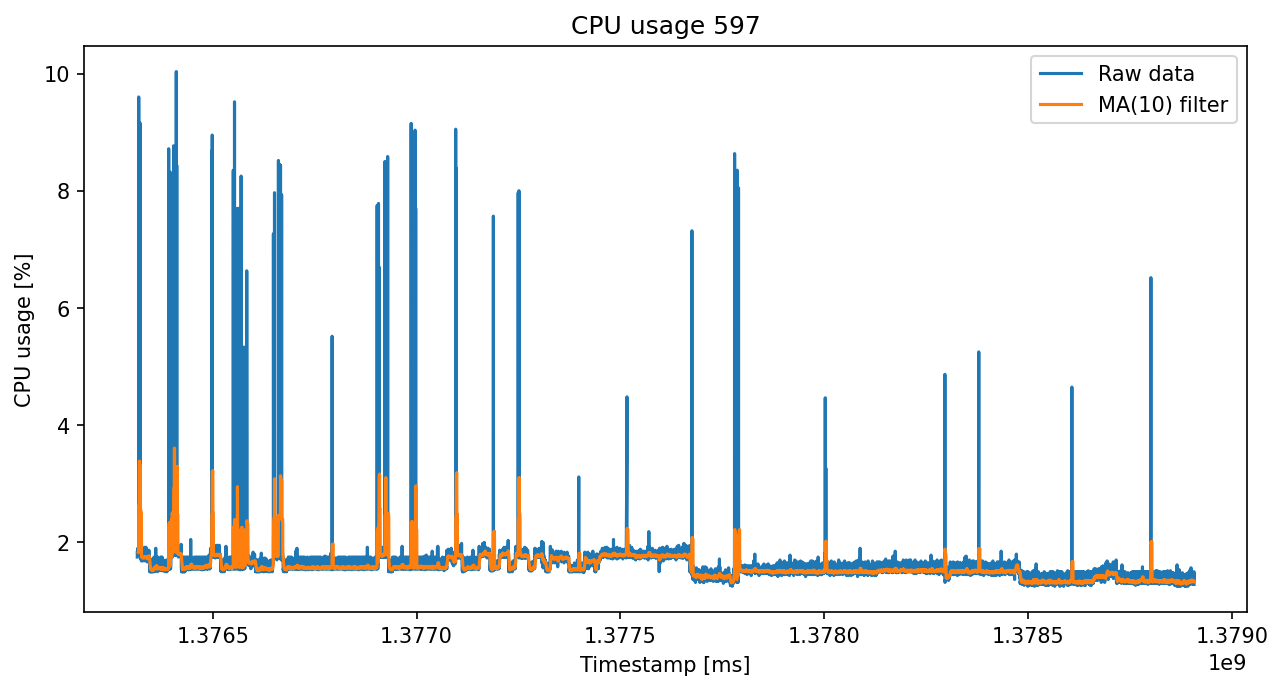 CPU usage 597
Raw data
MA(10) filter
CPU usage [%]
10
8
6
4
2
1.3765 1.3770 1.3775 1.3780 1.3785 1.3790
1e9
Timestamp [ms]